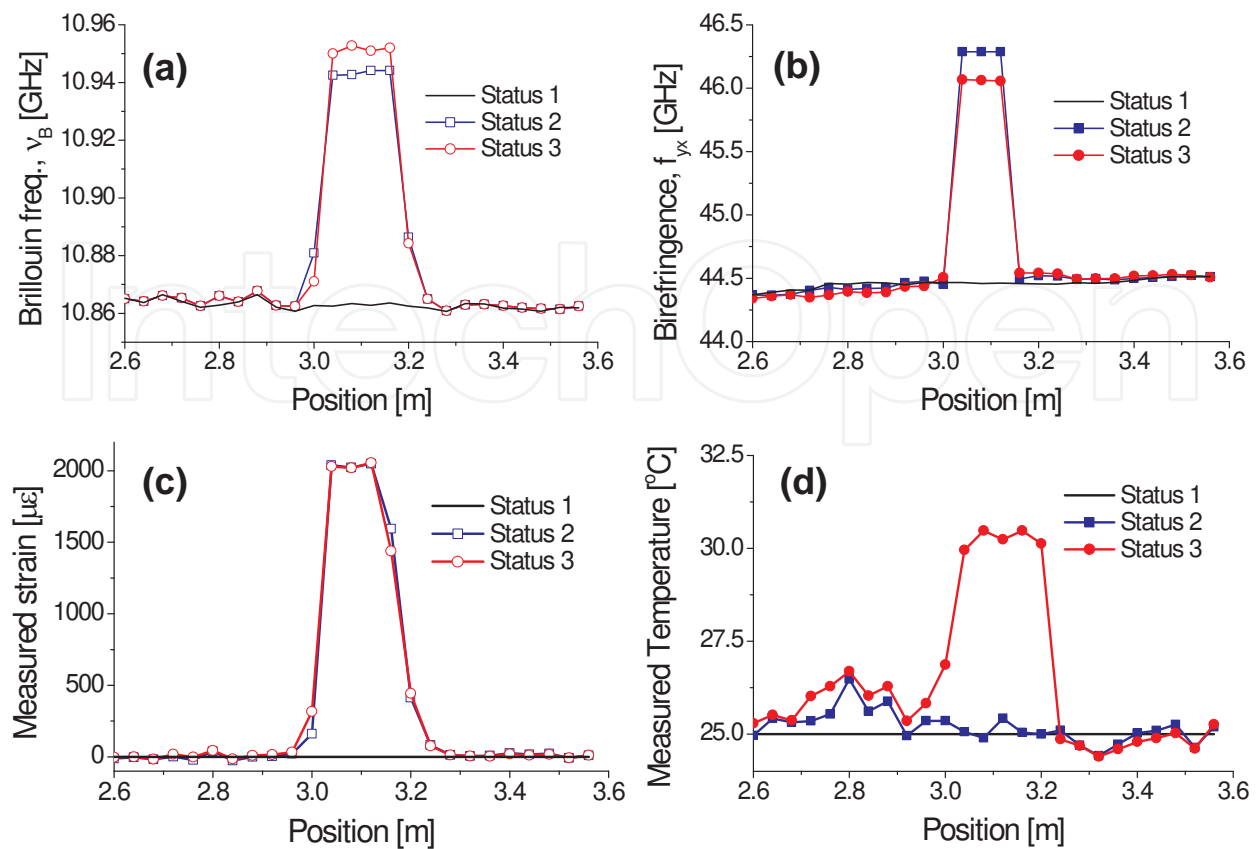 (a)
Brillouin freq., ν_B [GHz]
10.96
10.94
10.92
10.90
10.88
10.86
Status 1
Status 2
Status 3
2.6 2.8 3.0 3.2 3.4 3.6
Position [m]
(b)
Birefringence, f_yx [GHz]
46.5
46.0
45.5
45.0
44.5
44.0
Status 1
Status 2
Status 3
2.6 2.8 3.0 3.2 3.4 3.6
Position [m]
(c)
Measured strain [με]
2000
1500
1000
500
0
Status 1
Status 2
Status 3
2.6 2.8 3.0 3.2 3.4 3.6
Position [m]
(d)
Measured Temperature [°C]
32.5
30.0
27.5
25.0
Status 1
Status 2
Status 3
2.6 2.8 3.0 3.2 3.4 3.6
Position [m]
IntechOpen